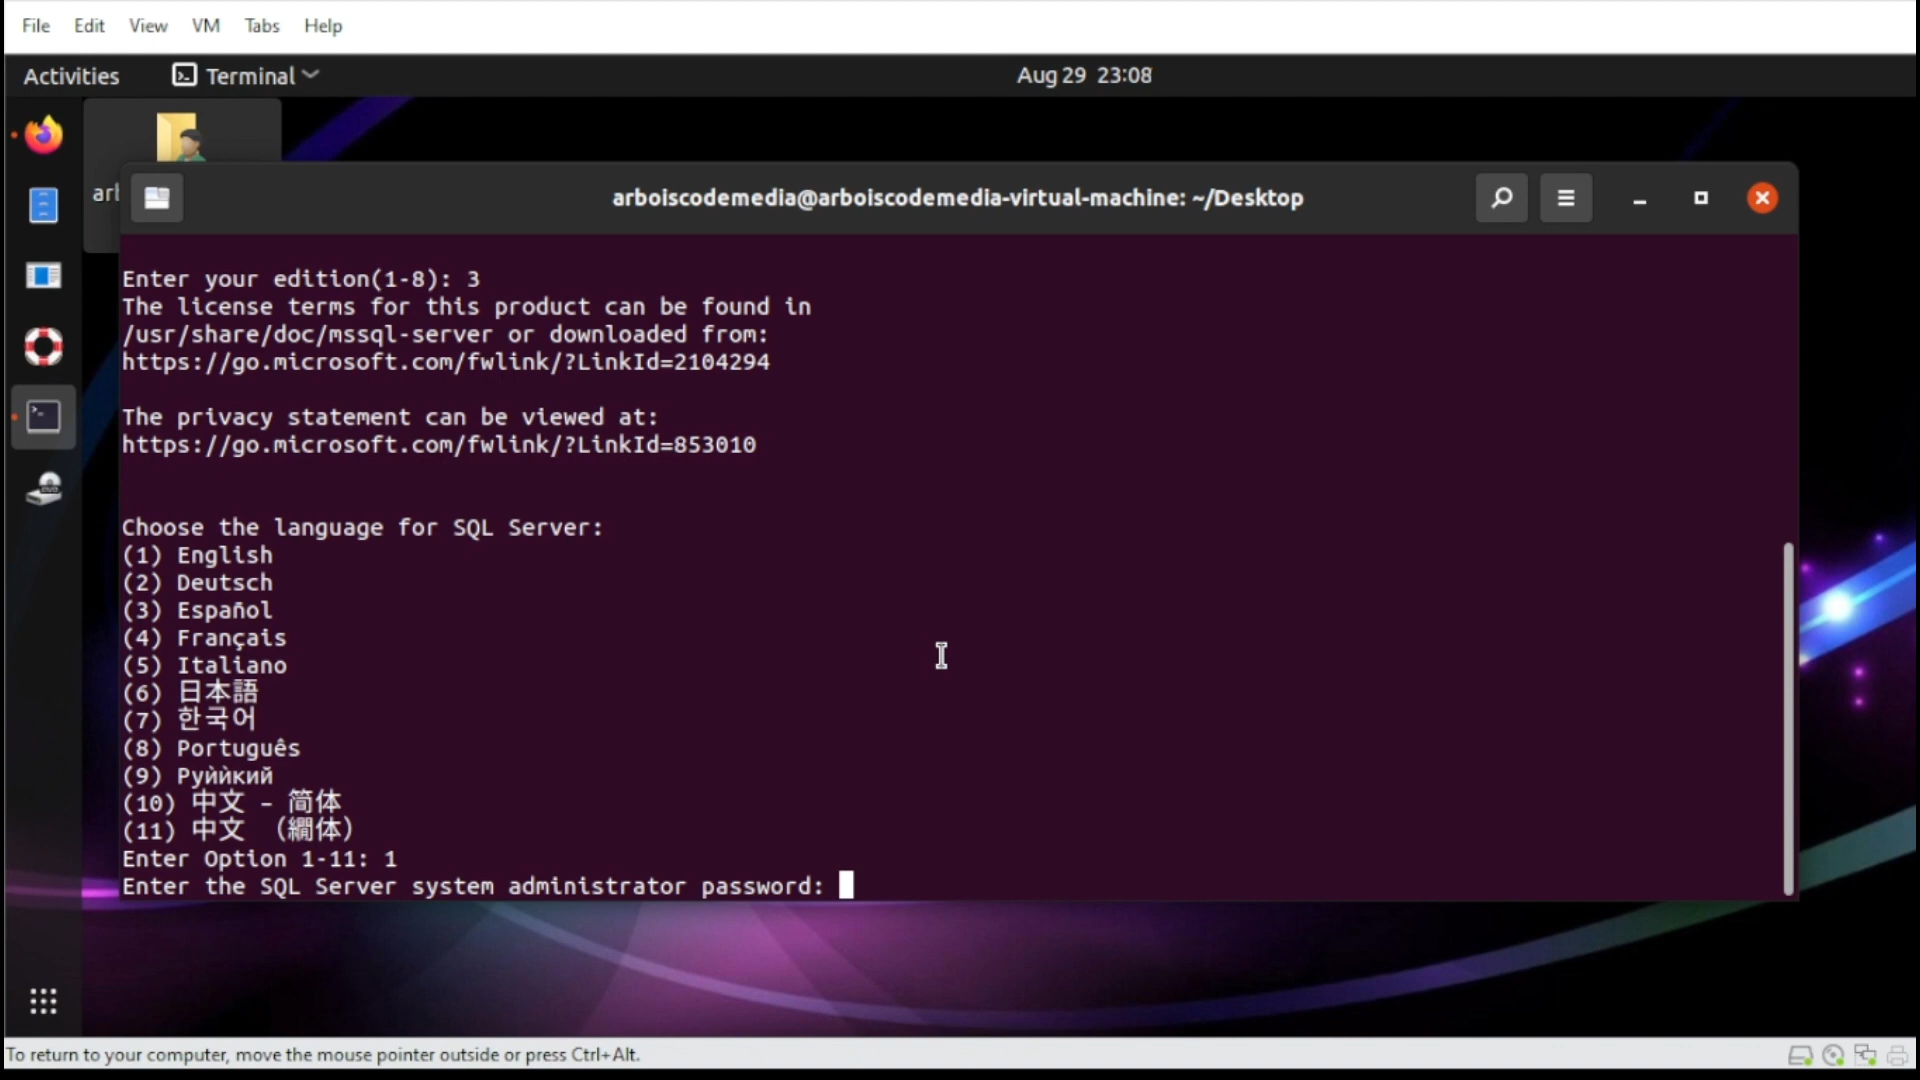 File Edit View VM Tabs Help
Activities Terminal Aug 29 23:08
arl
arboiscodemedia@arboiscodemedia-virtual-machine: ~/Desktop
Enter your edition(1-8): 3
The license terms for this product can be found in
/usr/share/doc/mssql-server or downloaded from:
https://go.microsoft.com/fwlink/?LinkId=2104294
The privacy statement can be viewed at:
https://go.microsoft.com/fwlink/?LinkId=853010
Choose the language for SQL Server:
(1) English
(2) Deutsch
(3) Español
(4) Français
(5) Italiano
(6) 日本語
(7) 한국어
(8) Português
(9) Руййкий
(10) 中文 – 简体
(11) 中文 （繝体）
Enter Option 1-11: 1
Enter the SQL Server system administrator password:
To return to your computer, move the mouse pointer outside or press Ctrl+Alt.